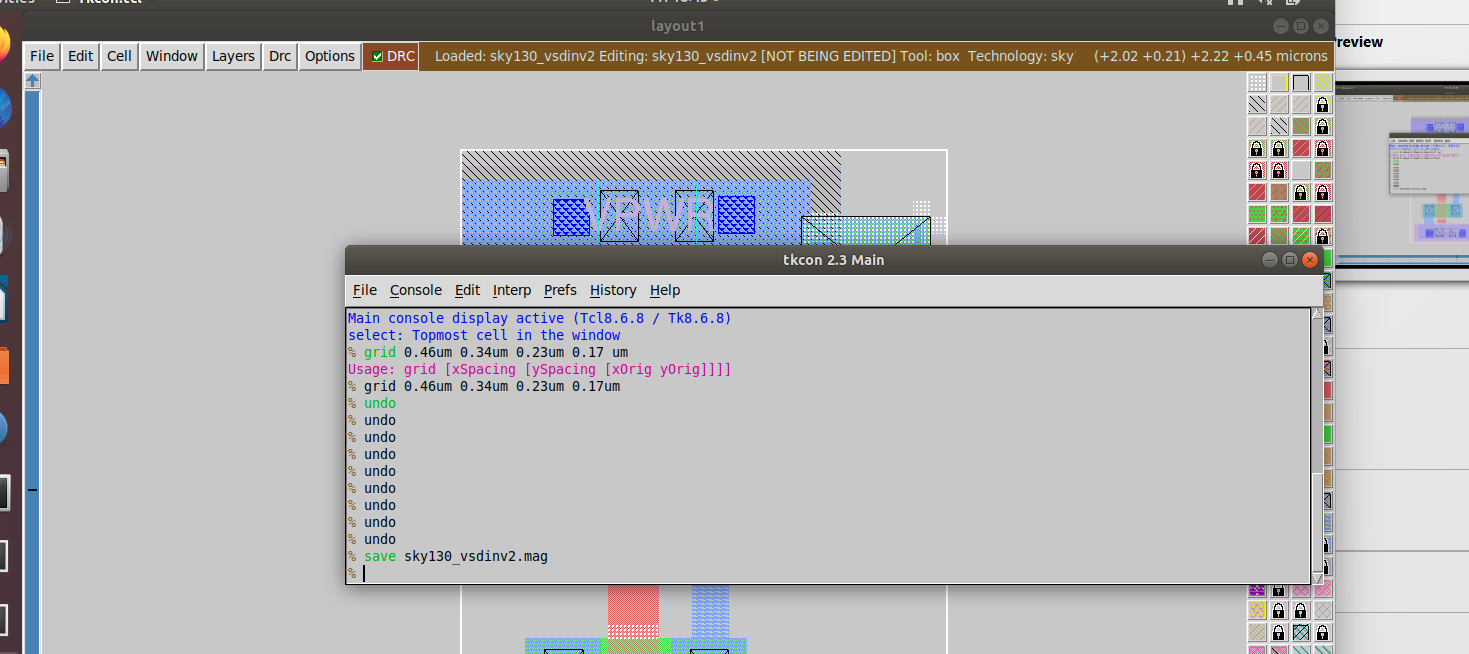 Tkcon.tcl
layout1
File Edit Cell Window Layers Drc Options DRC Loaded: sky130_vsdinv2 Editing: sky130_vsdinv2 [NOT BEING EDITED] Tool: box Technology: sky (+2.02 +0.21) +2.22 +0.45 microns
review
VPWR
tkcon 2.3 Main
File Console Edit Interp Prefs History Help
Main console display active (Tcl8.6.8 / Tk8.6.8)
select: Topmost cell in the window
% grid 0.46um 0.34um 0.23um 0.17 um
Usage: grid [xSpacing [ySpacing [xOrig yOrig]]]]
% grid 0.46um 0.34um 0.23um 0.17um
% undo
% undo
% undo
% undo
% undo
% undo
% undo
% undo
% undo
% save sky130_vsdinv2.mag
%